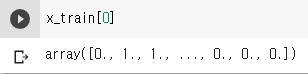 x_train[0]
array([0., 1., 1., ..., 0., 0., 0.])